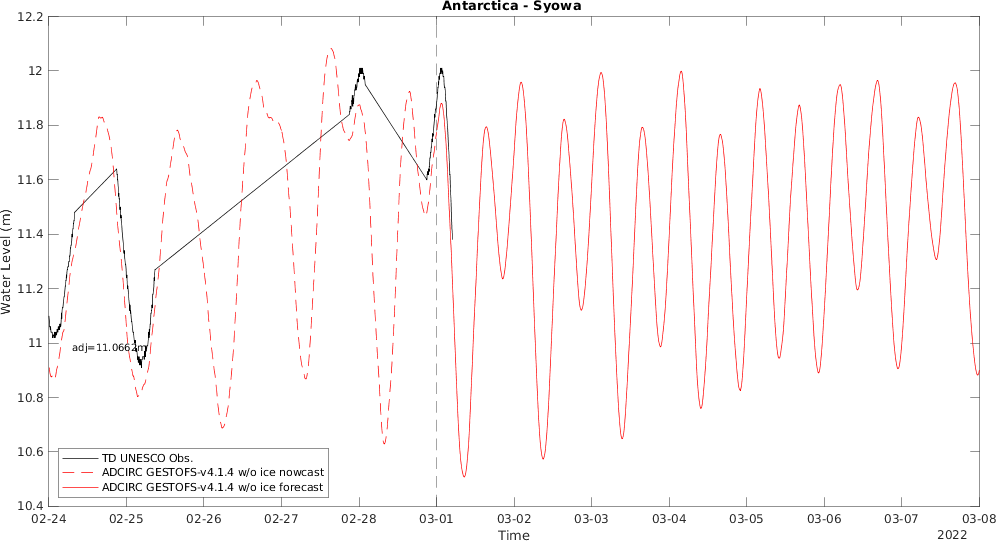 Antarctica - Syowa
12.2
12
11.8
11.6
11.4
11.2
11
10.8
10.6
10.4
Water Level (m)
adj=11.0662m
TD UNESCO Obs.
ADCIRC GESTOFS-v4.1.4 w/o ice nowcast
ADCIRC GESTOFS-v4.1.4 w/o ice forecast
02-24 02-25 02-26 02-27 02-28 03-01 03-02 03-03 03-04 03-05 03-06 03-07 03-08
Time
2022